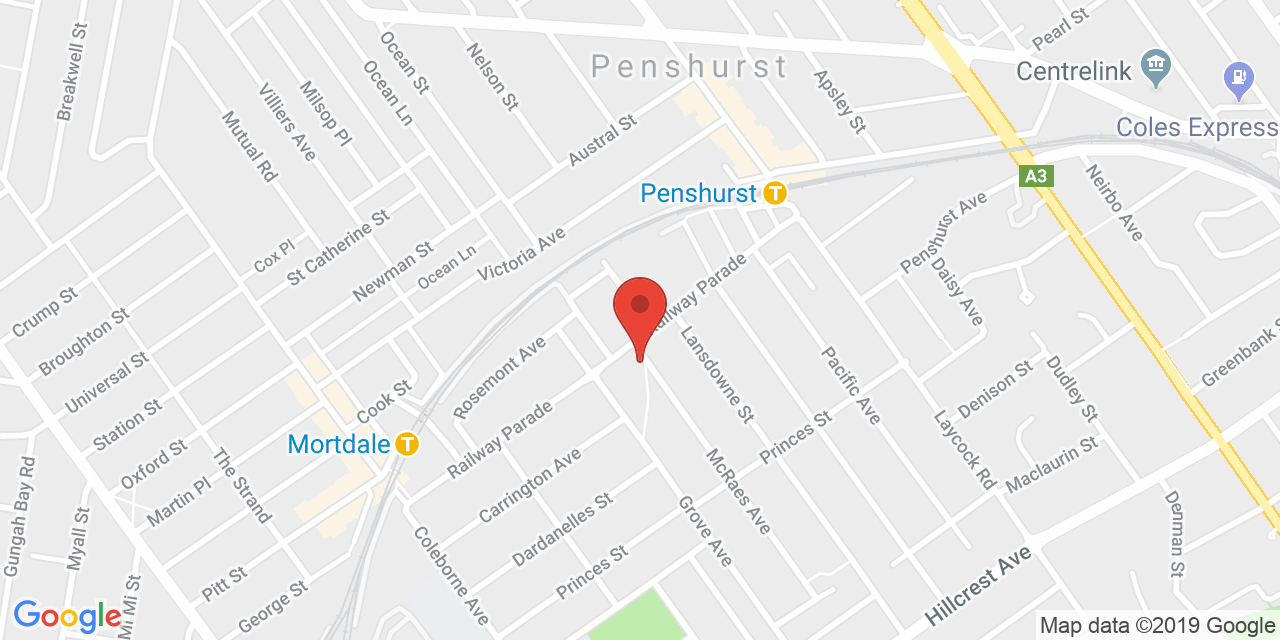 Breakwell St
Ocean St
Nelson St
Pearl St
Penshurst
Centrelink
Ocean Ln
Apsley St
Milsop Pl
Villiers Ave
Mutual Rd
Austral St
Coles Express
A3
Penshurst
T
Neirbo Ave
St Catherine St
Cox Pl
Penshurst Ave
Newman St
Victoria Ave
Ocean Ln
Daisy Ave
Railway Parade
Crump St
Broughton St
Universal St
Rosemont Ave
Lansdowne St
Pacific Ave
Greenbank S
Denison St
Dudley St
Cook St
Station St
Railway Parade
Princes St
Laycock Rd
Mortdale
T
Oxford St
Maclaurin St
Martin Pl
The Strand
Carrington Ave
McRaes Ave
Gungah Bay Rd
Myall St
Dardanelles St
Grove Ave
Denman St
Coleborne Ave
Princes St
Hillcrest Ave
Pitt St
George St
Mi Mi St
Google
Map data ©2019 Google